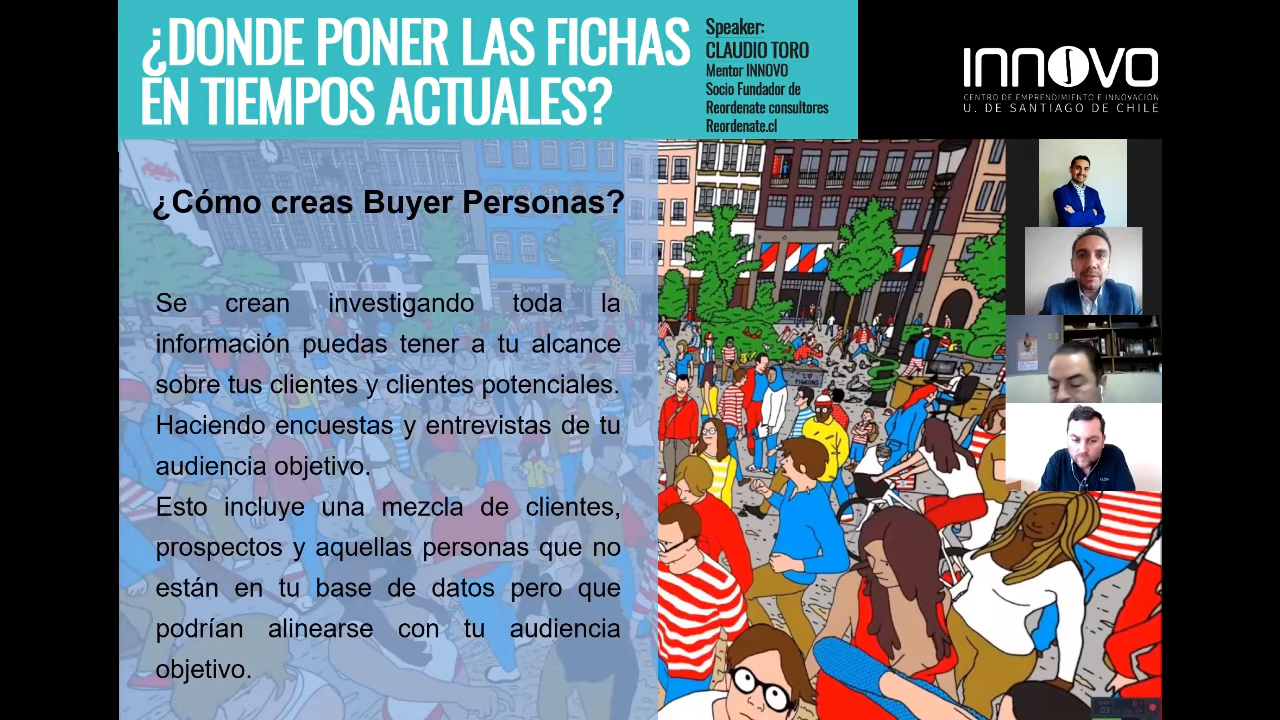 ¿DONDE PONER LAS FICHAS
EN TIEMPOS ACTUALES?
Speaker:
CLAUDIO TORO
Mentor INNOVO
Socio Fundador de
Reordenate consultores
Reordenate.cl
INNOVO
CENTRO DE EMPRENDIMIENTO E INNOVACIÓN
U. DE SANTIAGO DE CHILE
¿Cómo creas Buyer Personas?
Se crean investigando toda la
información puedas tener a tu alcance
sobre tus clientes y clientes potenciales.
Haciendo encuestas y entrevistas de tu
audiencia objetivo.
Esto incluye una mezcla de clientes,
prospectos y aquellas personas que no
están en tu base de datos pero que
podrían alinearse con tu audiencia
objetivo.